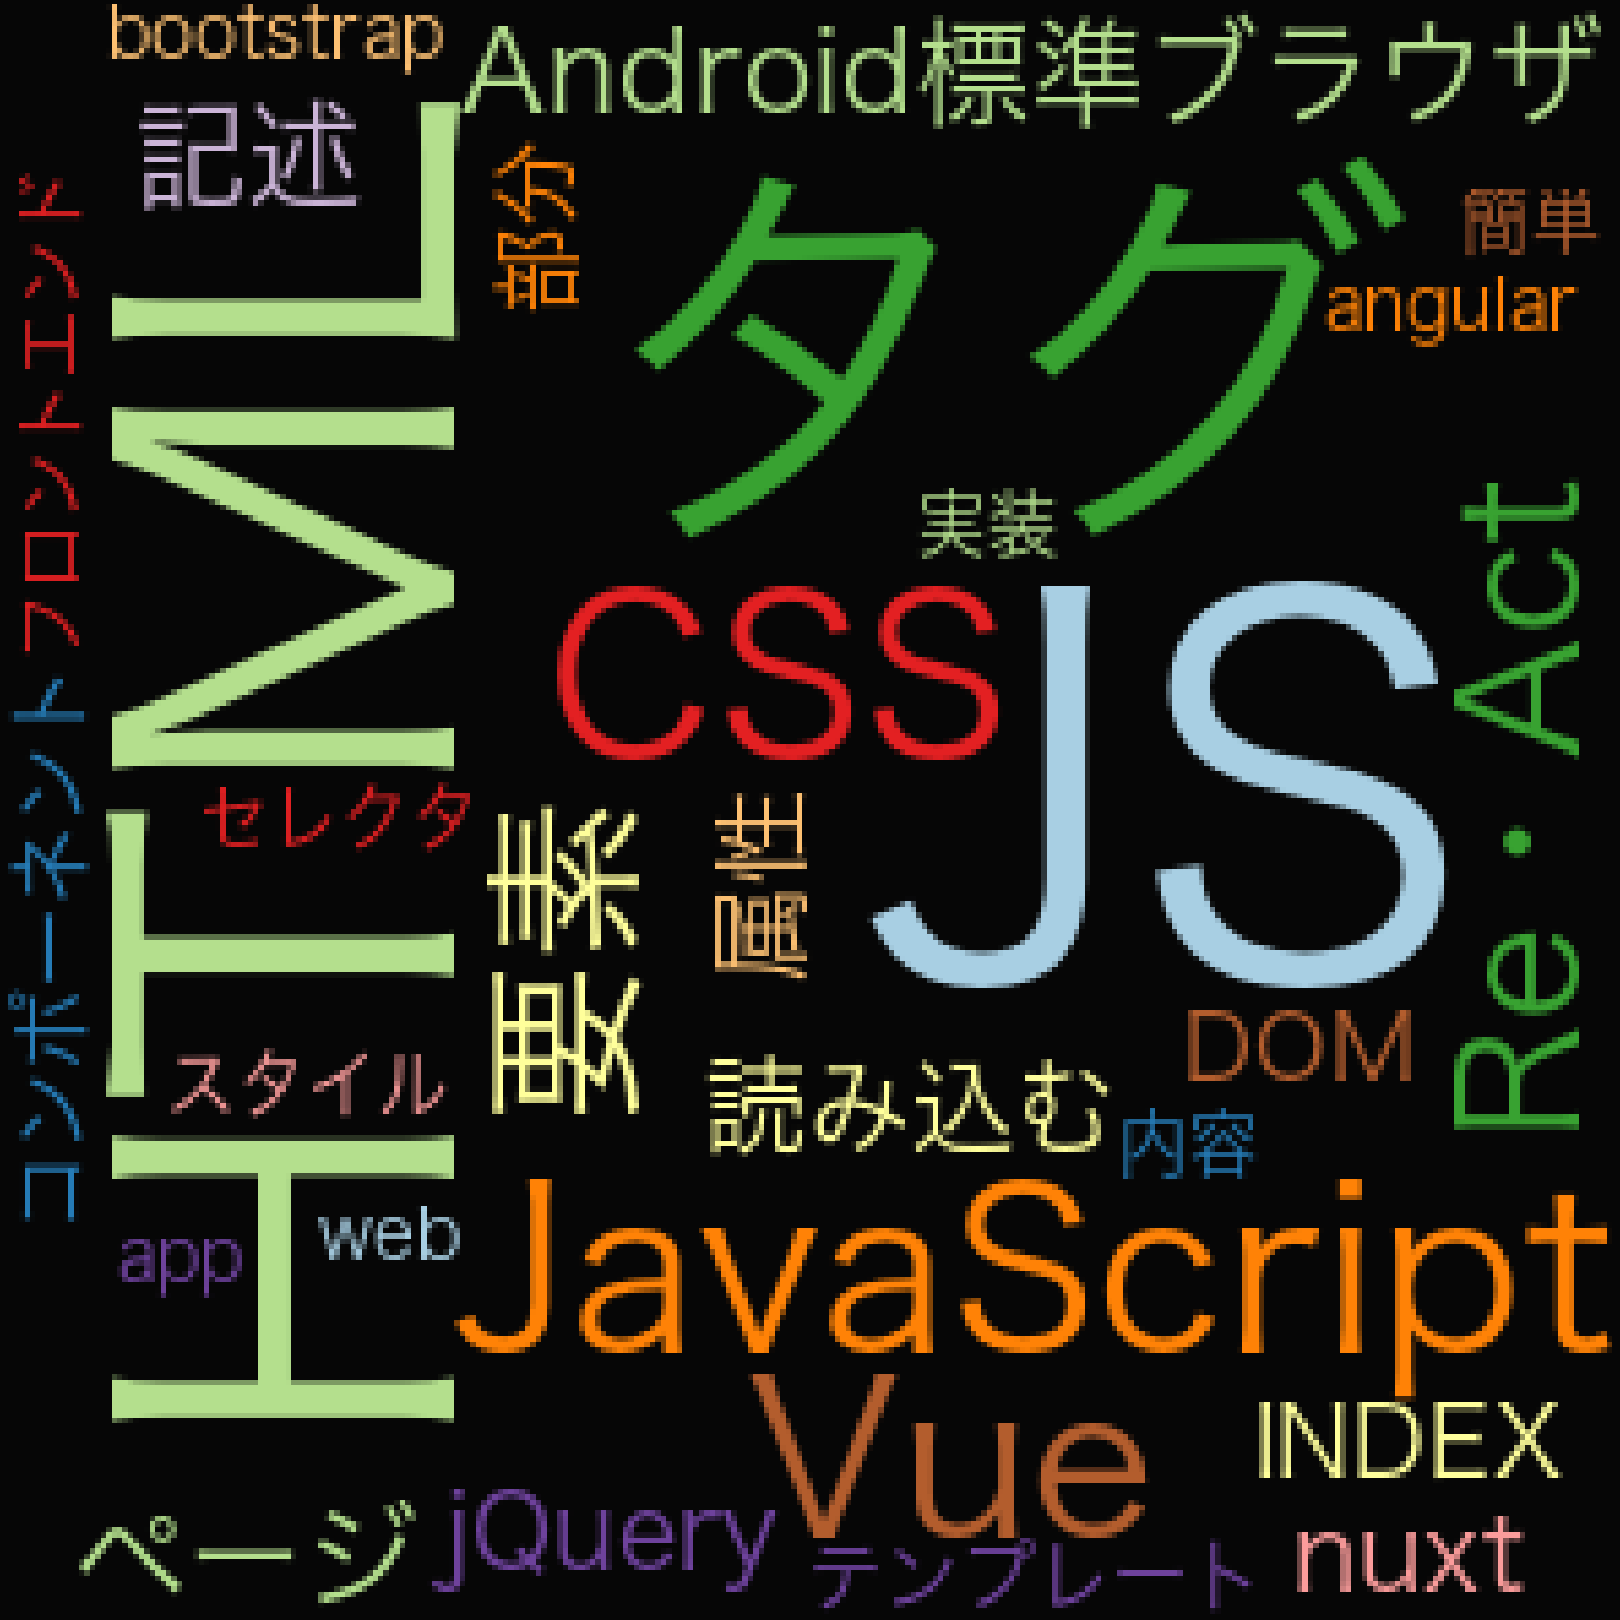 bootstrap
Android標準ブラウザ
記述
部分
タグ
簡単
angular
フロントエンド
HTML
実装
CSS
JS
Re・Act
コンポーネント
セレクタ
要素
属性
DOM
スタイル
読み込む
内容
web
app
JavaScript
Vue
INDEX
ページ
jQuery
テンプレート
nuxt